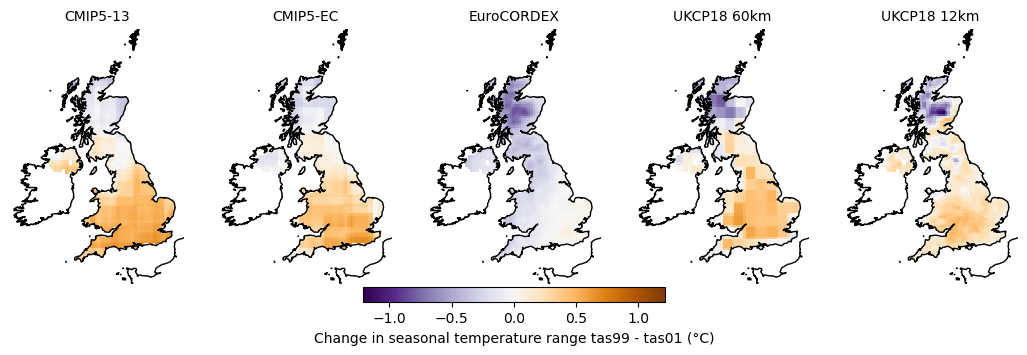 CMIP5-13 CMIP5-EC EuroCORDEX UKCP18 60km UKCP18 12km
−1.0 −0.5 0.0 0.5 1.0
Change in seasonal temperature range tas99 - tas01 (°C)